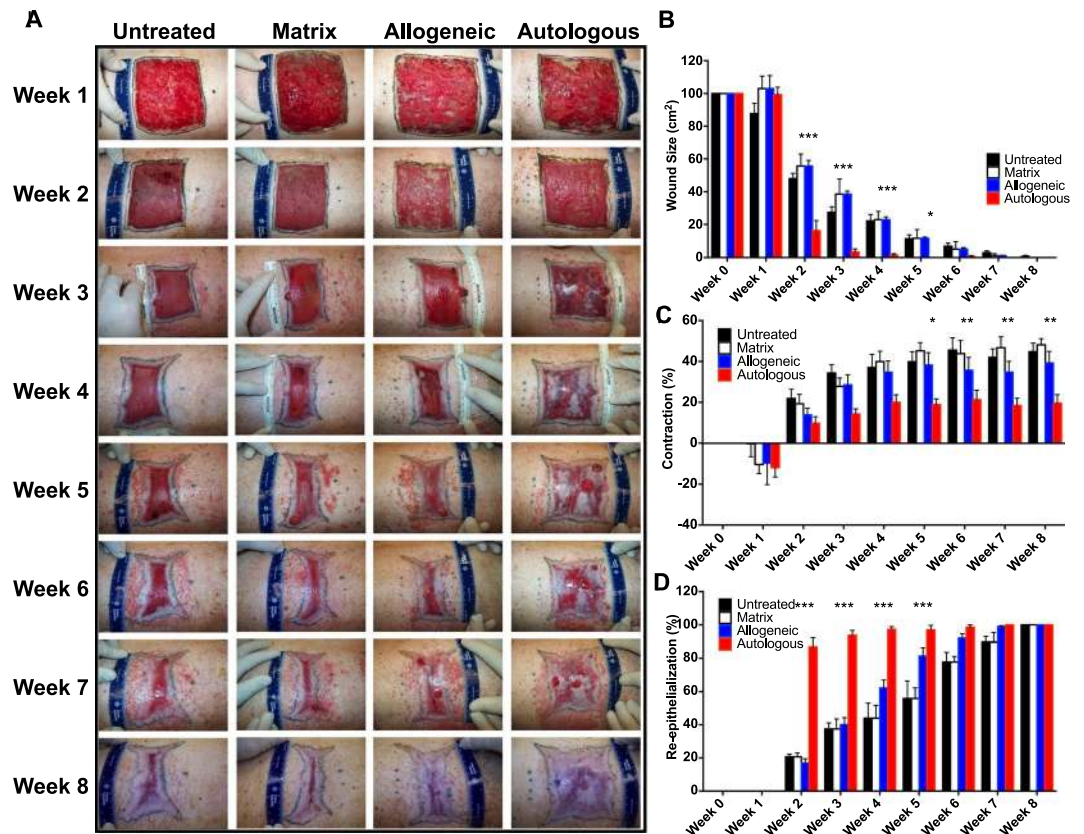 A
Untreated Matrix Allogeneic Autologous
Week 1
Week 2
Week 3
Week 4
Week 5
Week 6
Week 7
Week 8
B
Wound Size (cm²)
120
100
80
60
40
20
0
***
***
***
*
Untreated
Matrix
Allogeneic
Autologous
Week 0 Week 1 Week 2 Week 3 Week 4 Week 5 Week 6 Week 7 Week 8
C
Contraction (%)
60
40
20
0
-20
-40
* ** ** **
Untreated
Matrix
Allogeneic
Autologous
Week 0 Week 1 Week 2 Week 3 Week 4 Week 5 Week 6 Week 7 Week 8
D
Re-epithelialization (%)
120
100
80
60
40
20
0
*** *** *** ***
Untreated
Matrix
Allogeneic
Autologous
Week 0 Week 1 Week 2 Week 3 Week 4 Week 5 Week 6 Week 7 Week 8